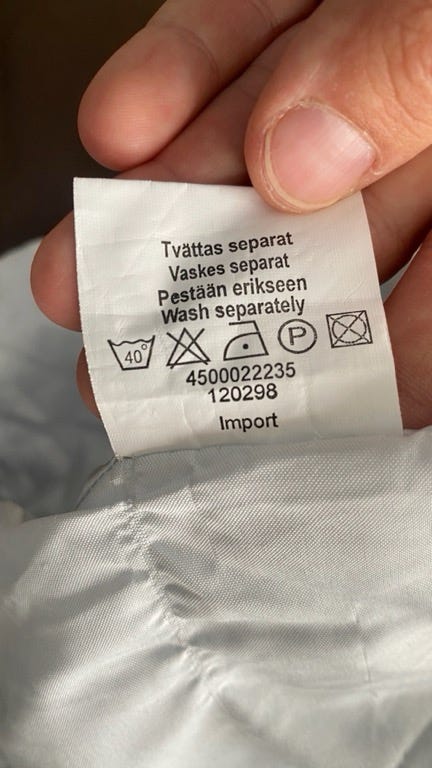 Tvättas separat
Vaskes separat
Pestään erikseen
Wash separately
40° P
4500022235
120298
Import